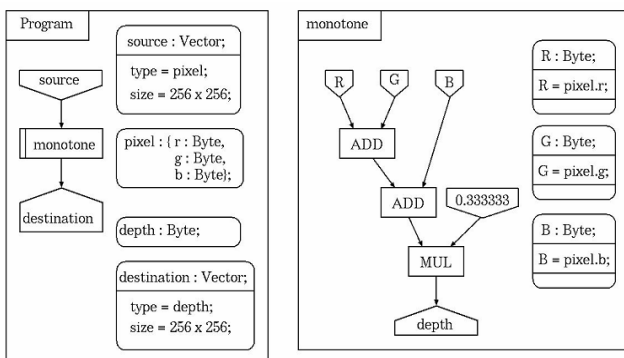 Program
source
monotone
destination
source : Vector;
type = pixel;
size = 256 x 256;
pixel : { r : Byte,
g : Byte,
b : Byte};
depth : Byte;
destination : Vector;
type = depth;
size = 256 x 256;
monotone
R
G
B
ADD
ADD
0.333333
MUL
depth
R : Byte;
R = pixel.r;
G : Byte;
G = pixel.g;
B : Byte;
B = pixel.b;